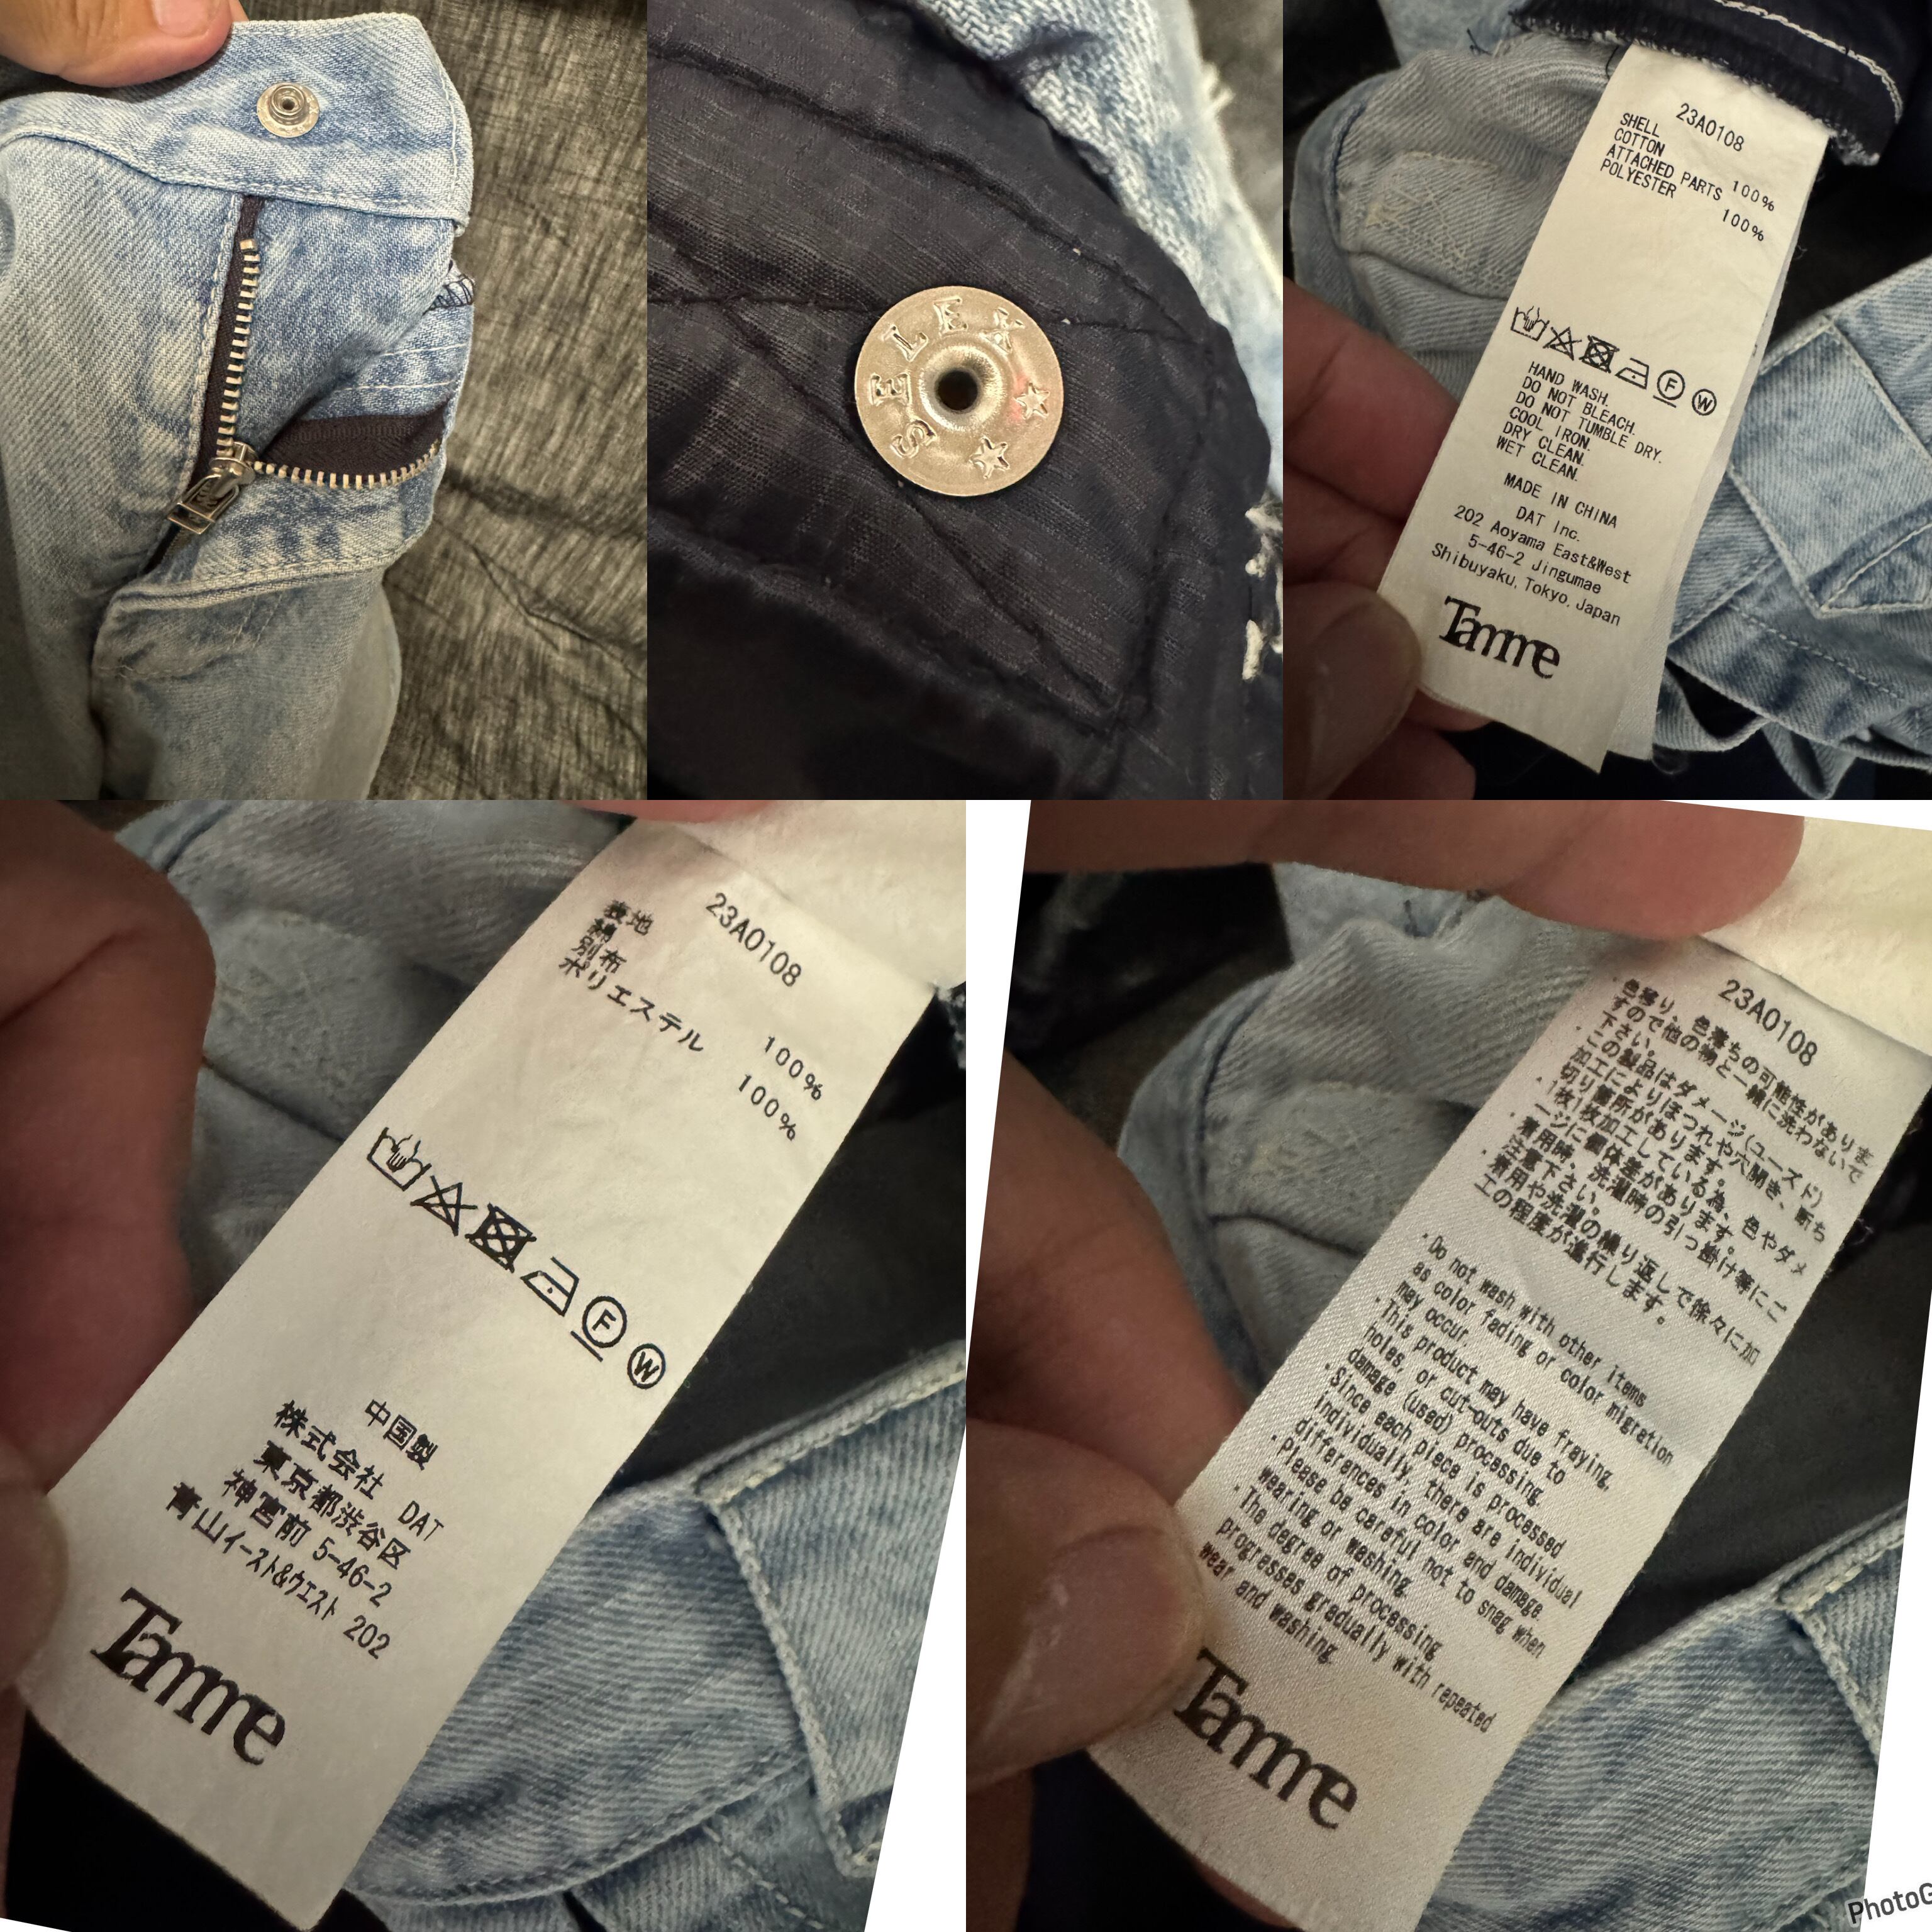 SELEX
23A0108
SHELL
COTTON 100%
ATTACHED PARTS
POLYESTER 100%
F W
HAND WASH.
DO NOT BLEACH.
DO NOT TUMBLE DRY.
COOL IRON.
DRY CLEAN.
WET CLEAN.
MADE IN CHINA
DAT Inc.
202 Aoyama East&West
5-46-2 Jingumae
Shibuyaku, Tokyo, Japan
Tamme
23A0108
表地
綿 100%
別布
ポリエステル 100%
F W
中国製
株式会社 DAT
東京都渋谷区
神宮前 5-46-2
青山イースト&ウエスト 202
Tamme
23A0108
・色移り、色落ちの可能性がありま
すので他の物と一緒に洗わないで
下さい。
・この製品はダメージ(ユーズド)
加工によりほつれや穴開き、断ち
切り箇所があります。
・1枚1枚加工している為、色やダメ
ージに個体差があります。
・着用時、洗濯時の引っ掛け等にご
注意下さい。
・着用や洗濯の繰り返しで徐々に加
工の程度が進行します。
・Do not wash with other items
as color fading or color migration
may occur.
・This product may have fraying,
holes, or cut-outs due to
damage (used) processing.
・Since each piece is processed
individually, there are individual
differences in color and damage.
・Please be careful not to snag when
wearing or washing.
・The degree of processing
progresses gradually with repeated
wear and washing.
Tamme